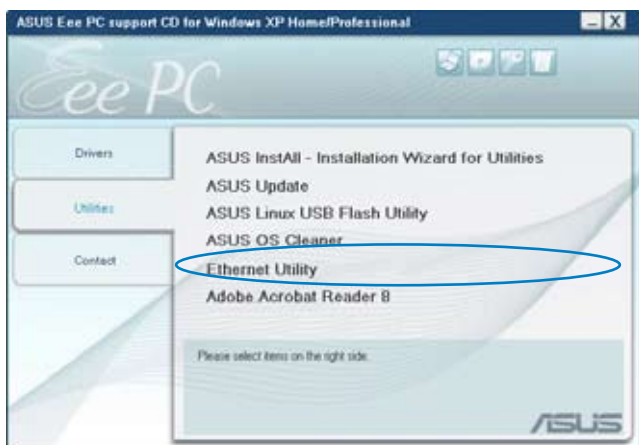 ASUS Eee PC support CD for Windows XP Home/Professional
Eee PC
Drivers
Utilities
Contact
ASUS InstAll - Installation Wizard for Utilities
ASUS Update
ASUS Linux USB Flash Utility
ASUS OS Cleaner
Ethernet Utility
Adobe Acrobat Reader 8
Please select items on the right side.
ASUS